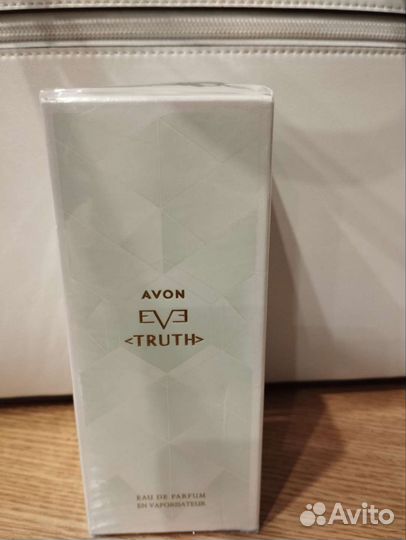 AVON
EVE
<TRUTH>
EAU DE PARFUM
EN VAPORISATEUR
Avito